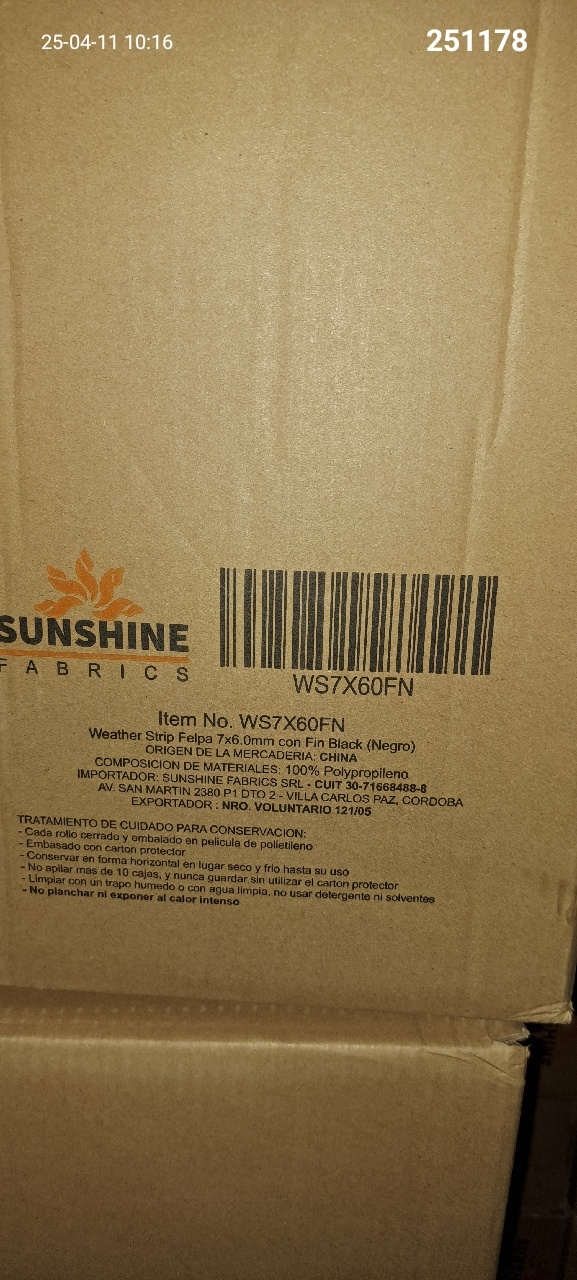 25-04-11 10:16
251178
SUNSHINE
FABRICS
WS7X60FN
Item No. WS7X60FN
Weather Strip Felpa 7x6.0mm con Fin Black (Negro)
ORIGEN DE LA MERCADERIA: CHINA
COMPOSICION DE MATERIALES: 100% Polypropileno
IMPORTADOR: SUNSHINE FABRICS SRL - CUIT 30-71668488-8
AV. SAN MARTIN 2380 P1 DTO 2 - VILLA CARLOS PAZ, CORDOBA
EXPORTADOR : NRO. VOLUNTARIO 121/05
TRATAMIENTO DE CUIDADO PARA CONSERVACION:
- Cada rollo cerrado y embalado en pelicula de polietileno
- Embasado con carton protector
- Conservar en forma horizontal en lugar seco y frio hasta su uso
- No apilar mas de 10 cajas, y nunca guardar sin utilizar el carton protector
- Limpiar con un trapo humedo o con agua limpia, no usar detergente ni solventes
- No planchar ni exponer al calor intenso